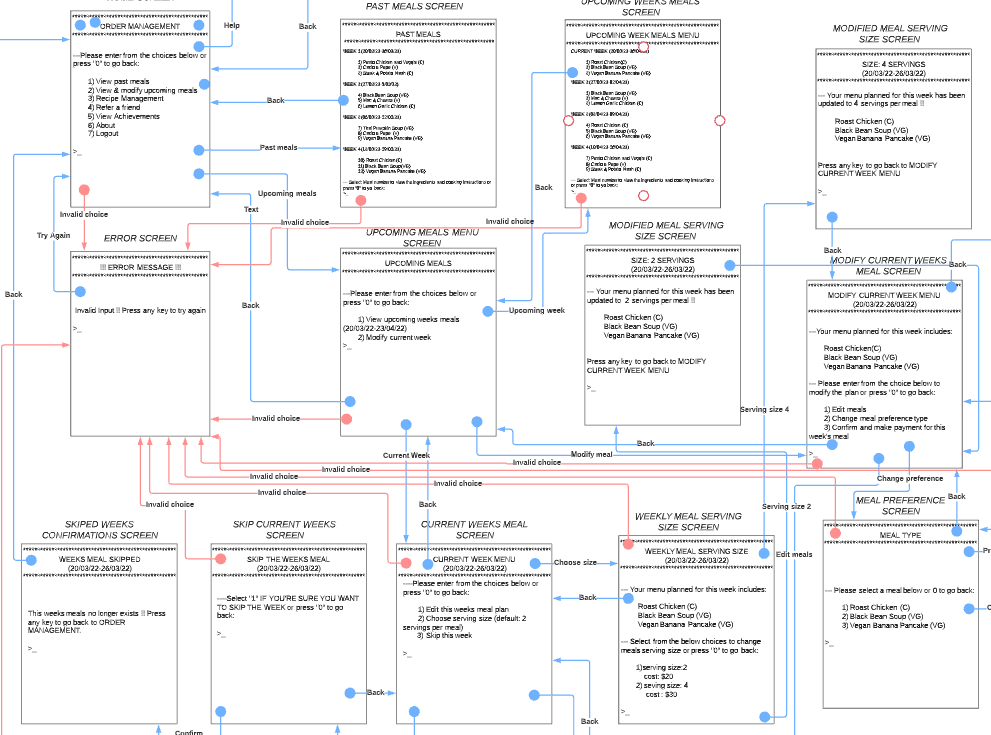 PAST MEALS SCREEN
UPCOMING WEEKS MEALS
SCREEN
ORDER MANAGEMENT
---Please enter from the choices below or
press "0" to go back:
1) View past meals
2) View & modify upcoming meals
3) Recipe Management
4) Refer a friend
5) View Achievements
6) About
7) Logout
>_
Help
Back
PAST MEALS
Back
Past meals
Upcoming meals
Text
Invalid choice
Try Again
Back
UPCOMING WEEK MEALS MENU
Back
Invalid choice
Invalid choice
MODIFIED MEAL SERVING
SIZE SCREEN
SIZE: 4 SERVINGS
(20/03/22-26/03/22)
--- Your menu planned for this week has been
updated to 4 servings per meal !!
Roast Chicken (C)
Black Bean Soup (VG)
Vegan Banana Pancake (VG)
Press any key to go back to MODIFY
CURRENT WEEK MENU
>_
Back
ERROR SCREEN
!!! ERROR MESSAGE !!!
Invalid Input !! Press any key to try again
>_
Back
UPCOMING MEALS MENU
SCREEN
UPCOMING MEALS
---Please enter from the choices below or
press "0" to go back:
1) View upcoming weeks meals
(20/03/22-23/04/22)
2) Modify current week
>_
Upcoming week
Invalid choice
MODIFIED MEAL SERVING
SIZE SCREEN
SIZE: 2 SERVINGS
(20/03/22-26/03/22)
--- Your menu planned for this week has been
updated to 2 servings per meal !!
Roast Chicken (C)
Black Bean Soup (VG)
Vegan Banana Pancake (VG)
Press any key to go back to MODIFY
CURRENT WEEK MENU
>_
Serving size 4
MODIFY CURRENT WEEKS
MEAL SCREEN
Back
MODIFY CURRENT WEEK MENU
(20/03/22-26/03/22)
---Your menu planned for this week includes:
Roast Chicken(C)
Black Bean Soup (VG)
Vegan Banana Pancake (VG)
--- Please enter from the choice below to
modify the plan or press "0" to go back:
1) Edit meals
2) Change meal preference type
3) Confirm and make payment for this
week's meal
>_
Back
Modify meal
Current Week
Invalid choice
Invalid choice
Invalid choice
Invalid choice
Invalid choice
Change preference
Back
Back
Serving size 2
Edit meals
SKIPED WEEKS
CONFIRMATIONS SCREEN
WEEKS MEAL SKIPPED
(20/03/22-26/03/22)
This weeks meals no longer exists !! Press
any key to go back to ORDER
MANAGEMENT.
>_
Confirm
SKIP CURRENT WEEKS
SCREEN
SKIP THE WEEKS MEAL
(20/03/22-26/03/22)
----Select "1" IF YOU'RE SURE YOU WANT
TO SKIP THE WEEK or press "0" to go
back:
>_
Back
CURRENT WEEKS MEAL
SCREEN
CURRENT WEEK MENU
(20/03/22-26/03/22)
----Please enter from the choices below or
press "0" to go back:
1) Edit this weeks meal plan
2) Choose serving size (default: 2
servings per meal)
3) Skip this week
>_
Choose size
Back
Back
WEEKLY MEAL SERVING
SIZE SCREEN
WEEKLY MEAL SERVING SIZE
(20/03/22-26/03/22)
--- Your menu planned for this week includes:
Roast Chicken (C)
Black Bean Soup (VG)
Vegan Banana Pancake (VG)
--- Select from the below choices to change
meals serving size or press "0" to go back:
1)serving size:2
cost: $20
2) seving size: 4
cost : $30
>_
MEAL PREFERENCE
SCREEN
MEAL TYPE
--- Please select a meal below or 0 to go back:
1) Roast Chicken (C)
2) Black Bean Soup (VG)
3) Vegan Banana Pancake (VG)
>_